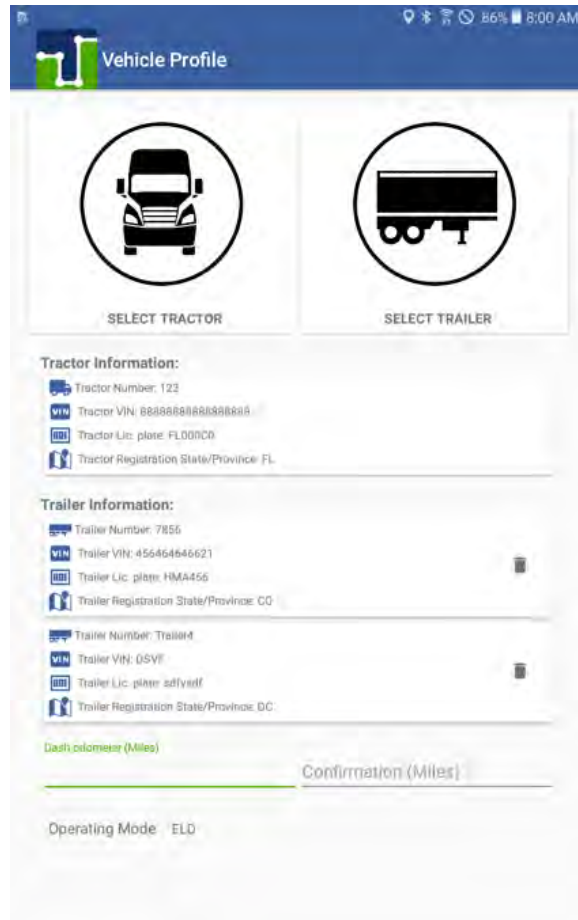 86% 8:00 AM
Vehicle Profile
SELECT TRACTOR
SELECT TRAILER
Tractor Information:
Tractor Number: 123
VIN Tractor VIN:
Tractor Lic. plate:
Tractor Registration State/Province: FL
Trailer Information:
Trailer Number: 7856
VIN Trailer VIN: 456464646621
Trailer Lic. plate: HMA456
Trailer Registration State/Province: CO
Trailer Number: Trailer4
VIN Trailer VIN: DSVF
Trailer Lic. plate:
Trailer Registration State/Province: DC
Dash odometer (Miles)
Confirmation (Miles)
Operating Mode ELD